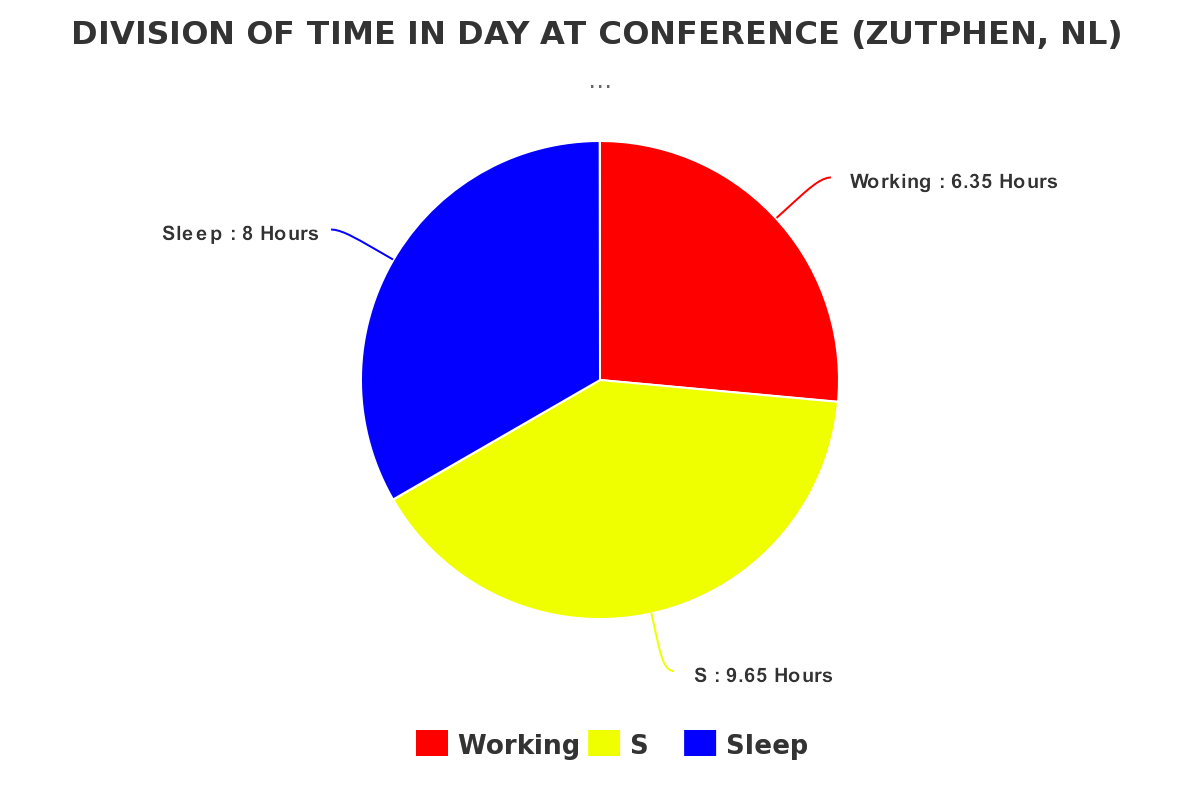 DIVISION OF TIME IN DAY AT CONFERENCE (ZUTPHEN, NL)
...
Working : 6.35 Hours
Sleep : 8 Hours
S : 9.65 Hours
Working S Sleep